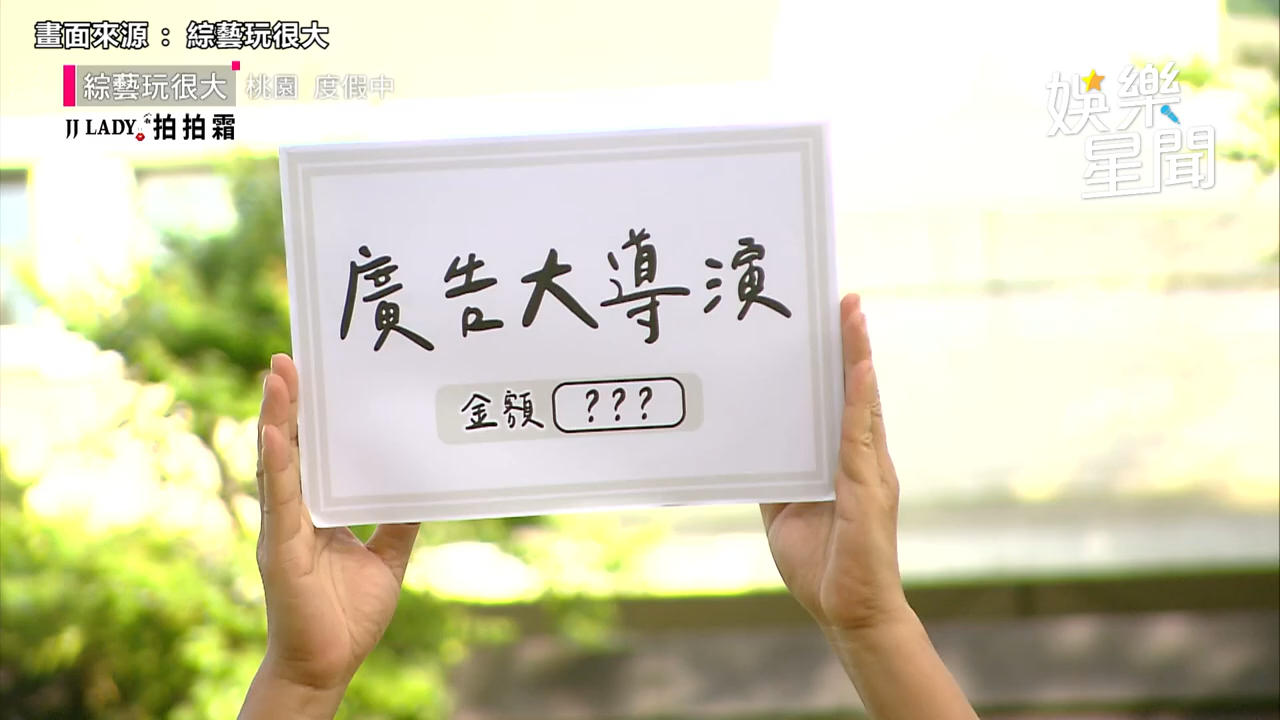 畫面來源： 綜藝玩很大
綜藝玩很大 桃園 度假中
JJ LADY 拍拍霜
娛樂
星聞
廣告大導演
金額 ???